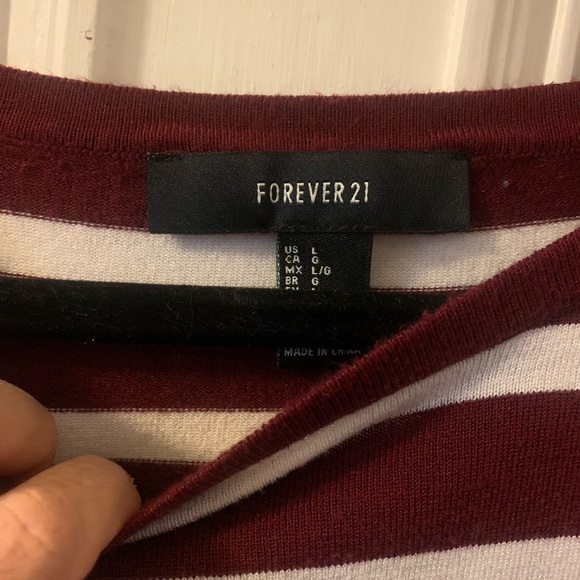 FOREVER 21
US L
CA G
MX L/G
BR G
MADE IN